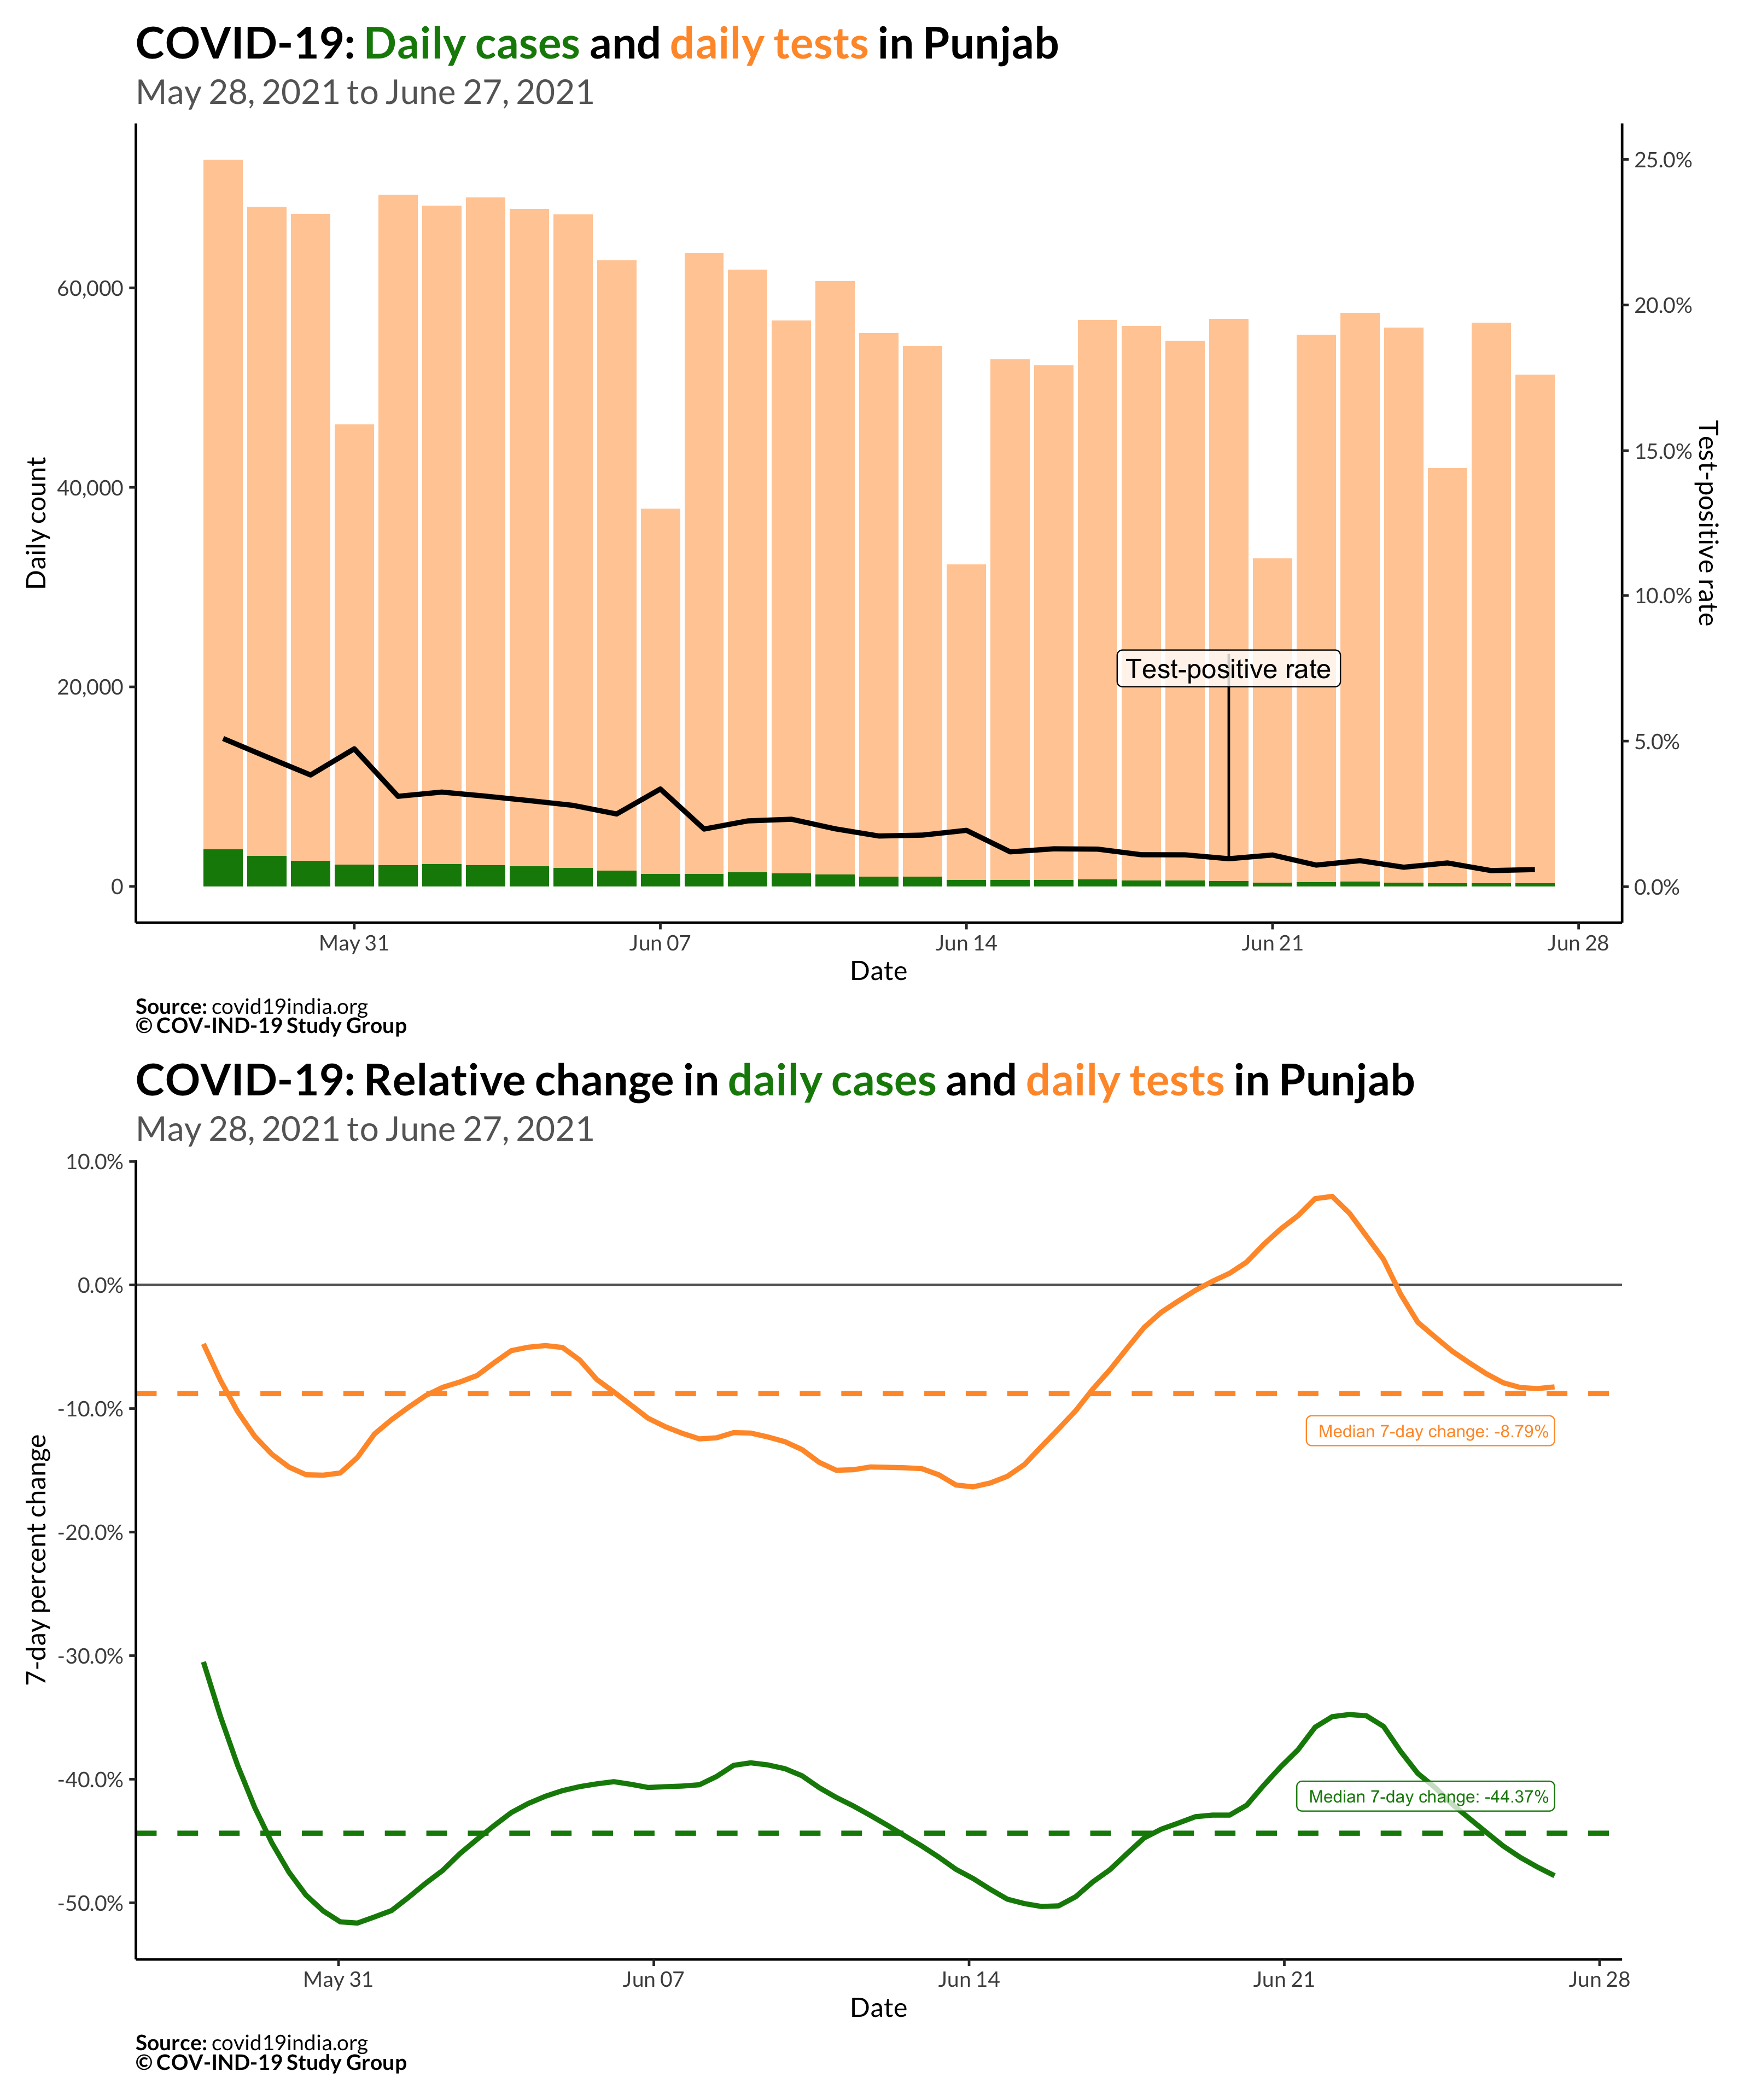 COVID-19: Daily cases and daily tests in Punjab
May 28, 2021 to June 27, 2021
25.0%
20.0%
60,000
15.0%
40,000
Daily count
Test-positive rate
10.0%
Test-positive rate
20,000
5.0%
0
0.0%
May 31
Jun 07
Jun 14
Jun 21
Jun 28
Date
Source: covid19india.org
© COV-IND-19 Study Group
COVID-19: Relative change in daily cases and daily tests in Punjab
May 28, 2021 to June 27, 2021
10.0%
0.0%
-10.0%
Median 7-day change: -8.79%
-20.0%
7-day percent change
-30.0%
-40.0%
Median 7-day change: -44.37%
-50.0%
May 31
Jun 07
Jun 14
Jun 21
Jun 28
Date
Source: covid19india.org
© COV-IND-19 Study Group